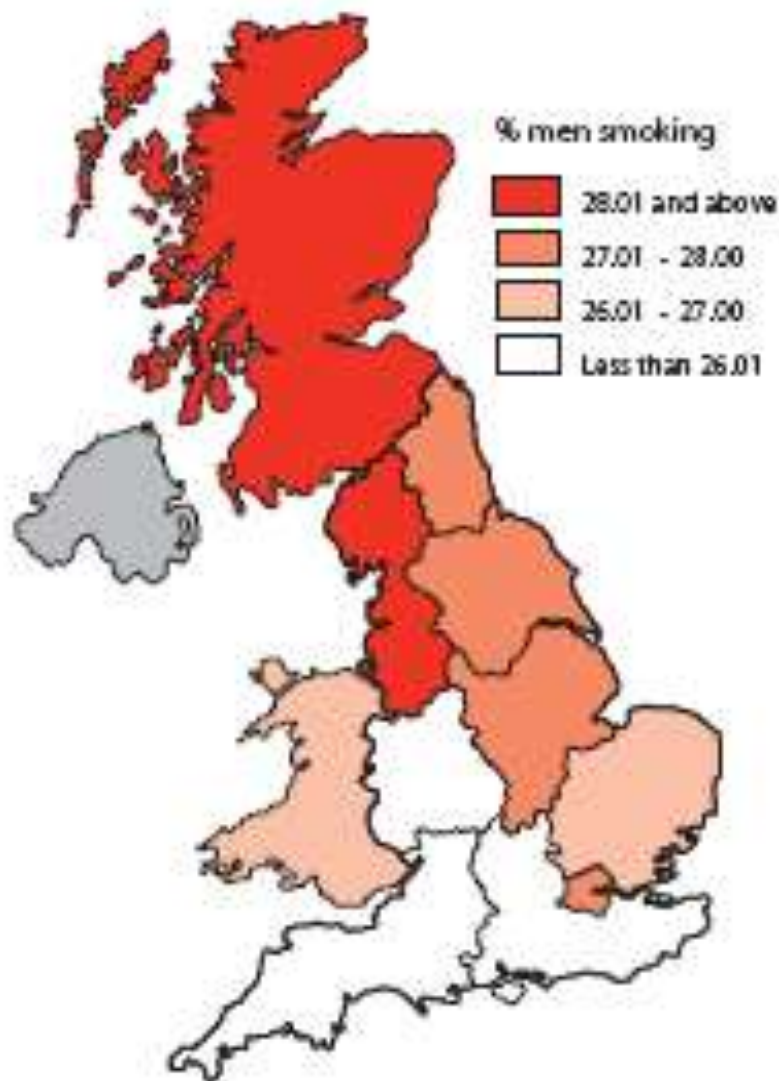 % men smoking
28.01 and above
27.01 - 28.00
26.01 - 27.00
Less than 26.01